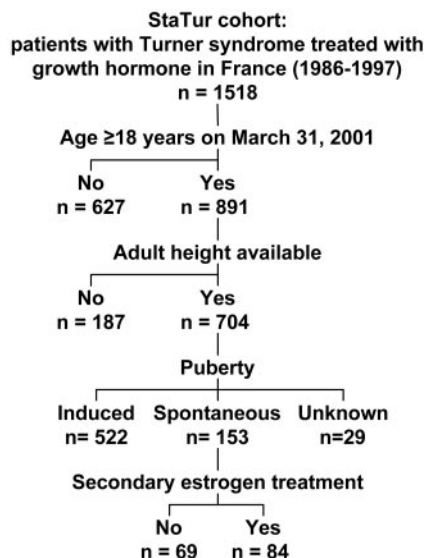 StaTur cohort:
patients with Turner syndrome treated with
growth hormone in France (1986-1997)
n = 1518
Age ≥18 years on March 31, 2001
No Yes
n = 627 n = 891
Adult height available
No Yes
n = 187 n = 704
Puberty
Induced Spontaneous Unknown
n= 522 n = 153 n=29
Secondary estrogen treatment
No Yes
n = 69 n = 84